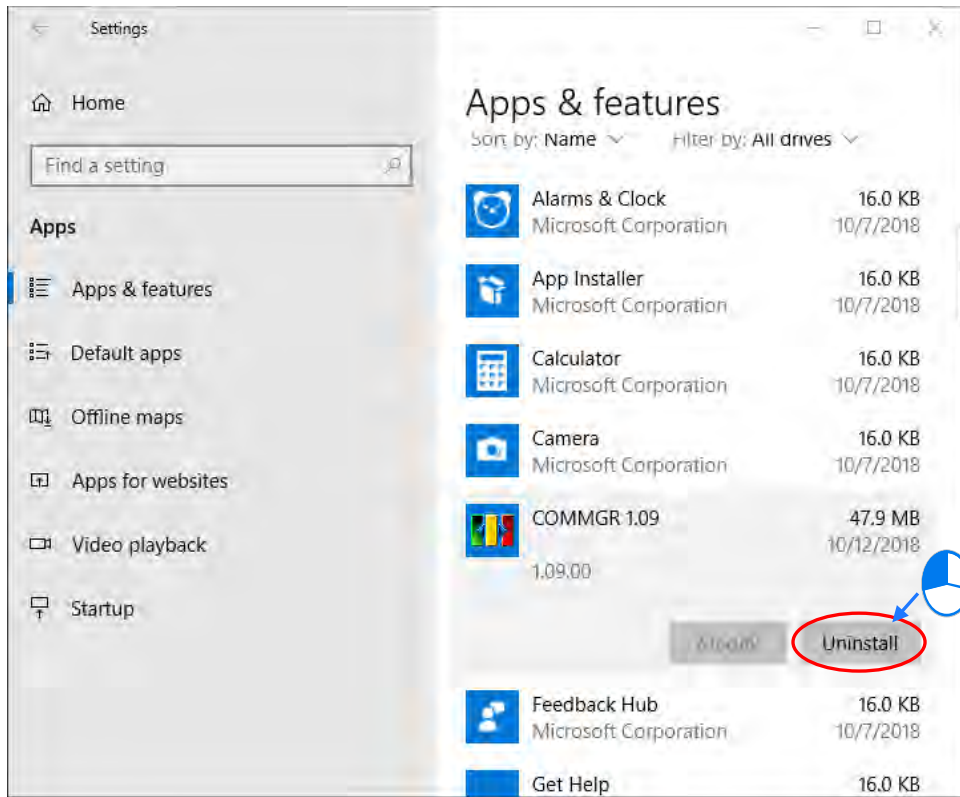 Settings
Home
Find a setting
Apps
Apps & features
Default apps
Offline maps
Apps for websites
Video playback
Startup
Apps & features
Sort by: Name Filter by: All drives
Alarms & Clock 16.0 KB
Microsoft Corporation 10/7/2018
App Installer 16.0 KB
Microsoft Corporation 10/7/2018
Calculator 16.0 KB
Microsoft Corporation 10/7/2018
Camera 16.0 KB
Microsoft Corporation 10/7/2018
COMMGR 1.09 47.9 MB
10/12/2018
1.09.00
Modify Uninstall
Feedback Hub 16.0 KB
Microsoft Corporation 10/7/2018
Get Help 16.0 KB